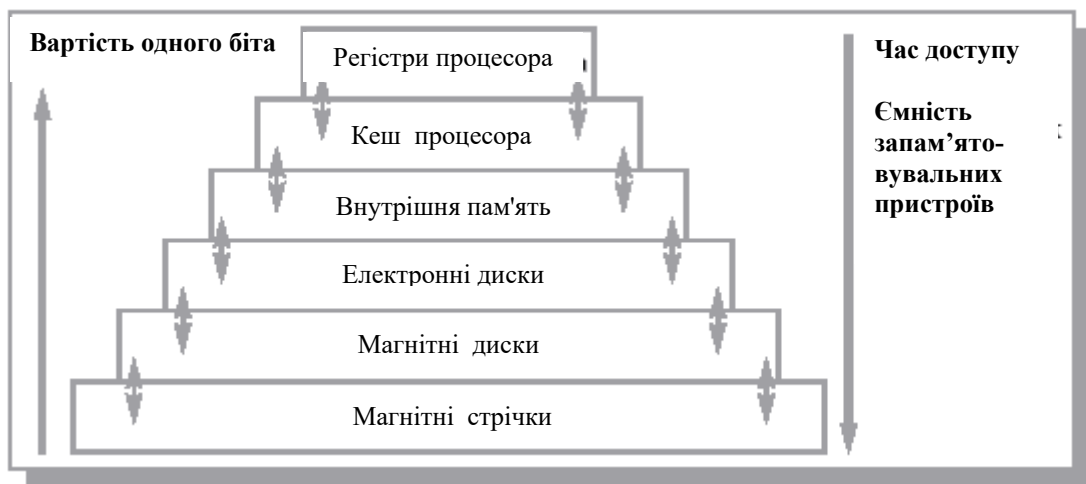 Вартість одного біта
Регістри процесора
Кеш процесора
Внутрішня пам'ять
Електронні диски
Магнітні диски
Магнітні стрічки
Час доступу
Ємність
запам’ято-
вувальних
пристроїв